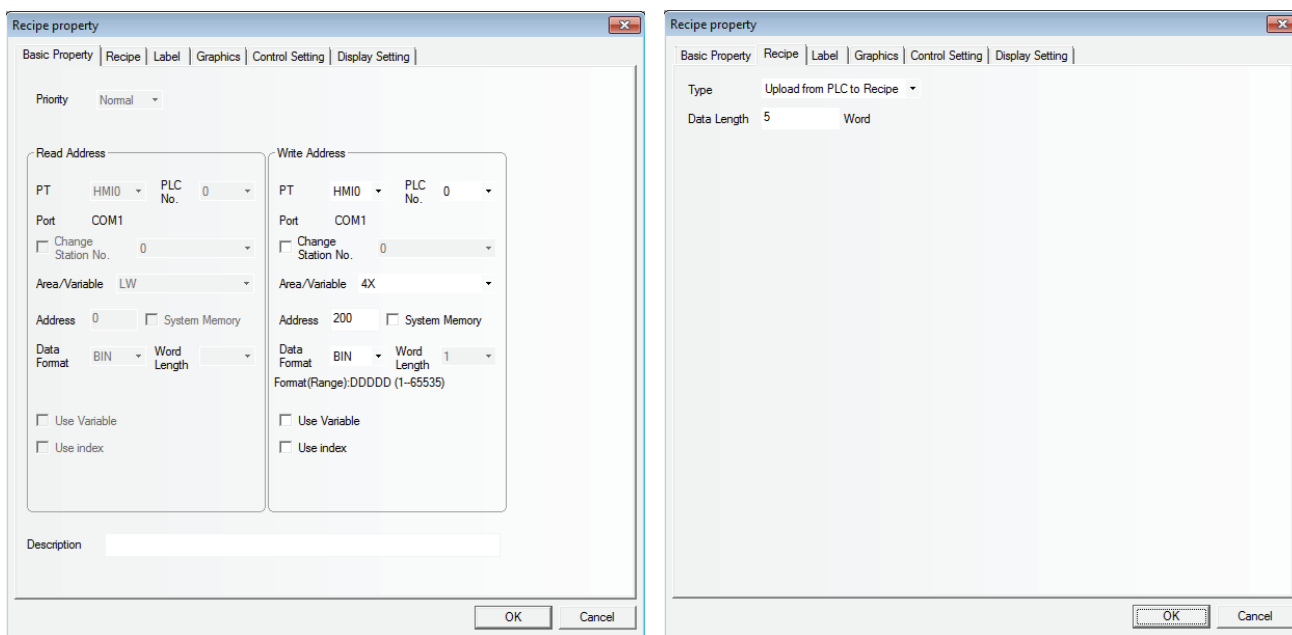 Recipe property
Basic Property Recipe Label Graphics Control Setting Display Setting
Priority Normal
Read Address
PT HMI0 PLC No. 0
Port COM1
Change Station No. 0
Area/Variable LW
Address 0 System Memory
Data Format BIN Word Length
Use Variable
Use index
Write Address
PT HMI0 PLC No. 0
Port COM1
Change Station No. 0
Area/Variable 4X
Address 200 System Memory
Data Format BIN Word Length 1
Format(Range):DDDDD (1--65535)
Use Variable
Use index
Description
OK Cancel
Recipe property
Basic Property Recipe Label Graphics Control Setting Display Setting
Type Upload from PLC to Recipe
Data Length 5 Word
OK Cancel